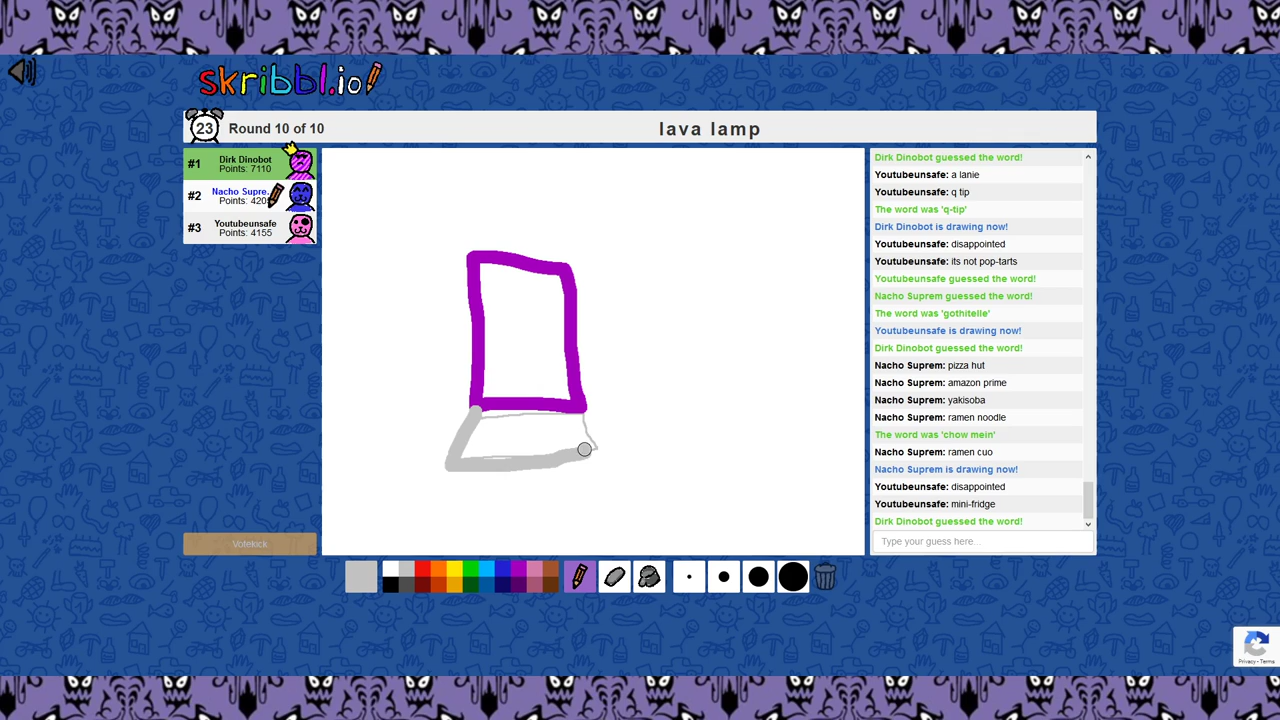 skribbl.io
23
Round 10 of 10
lava lamp
#1
Dirk Dinobot
Points: 7110
#2
Nacho Supre
Points: 420
#3
Youtubeunsafe
Points: 4155
Votekick
Dirk Dinobot guessed the word!
Youtubeunsafe: a lanie
Youtubeunsafe: q tip
The word was 'q-tip'
Dirk Dinobot is drawing now!
Youtubeunsafe: disappointed
Youtubeunsafe: its not pop-tarts
Youtubeunsafe guessed the word!
Nacho Suprem guessed the word!
The word was 'gothitelle'
Youtubeunsafe is drawing now!
Dirk Dinobot guessed the word!
Nacho Suprem: pizza hut
Nacho Suprem: amazon prime
Nacho Suprem: yakisoba
Nacho Suprem: ramen noodle
The word was 'chow mein'
Nacho Suprem: ramen cuo
Nacho Suprem is drawing now!
Youtubeunsafe: disappointed
Youtubeunsafe: mini-fridge
Dirk Dinobot guessed the word!
Type your guess here...
Privacy - Terms